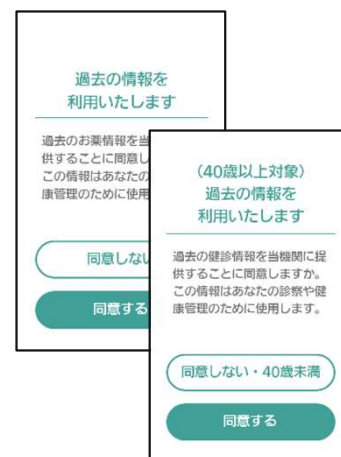 過去の情報を
利用いたします
過去のお薬情報を当
供することに同意し
この情報はあなたの
康管理のために使用
同意しない
同意する
(40歳以上対象)
過去の情報を
利用いたします
過去の健診情報を当機関に提
供することに同意しますか。
この情報はあなたの診察や健
康管理のために使用します。
同意しない・40歳未満
同意する